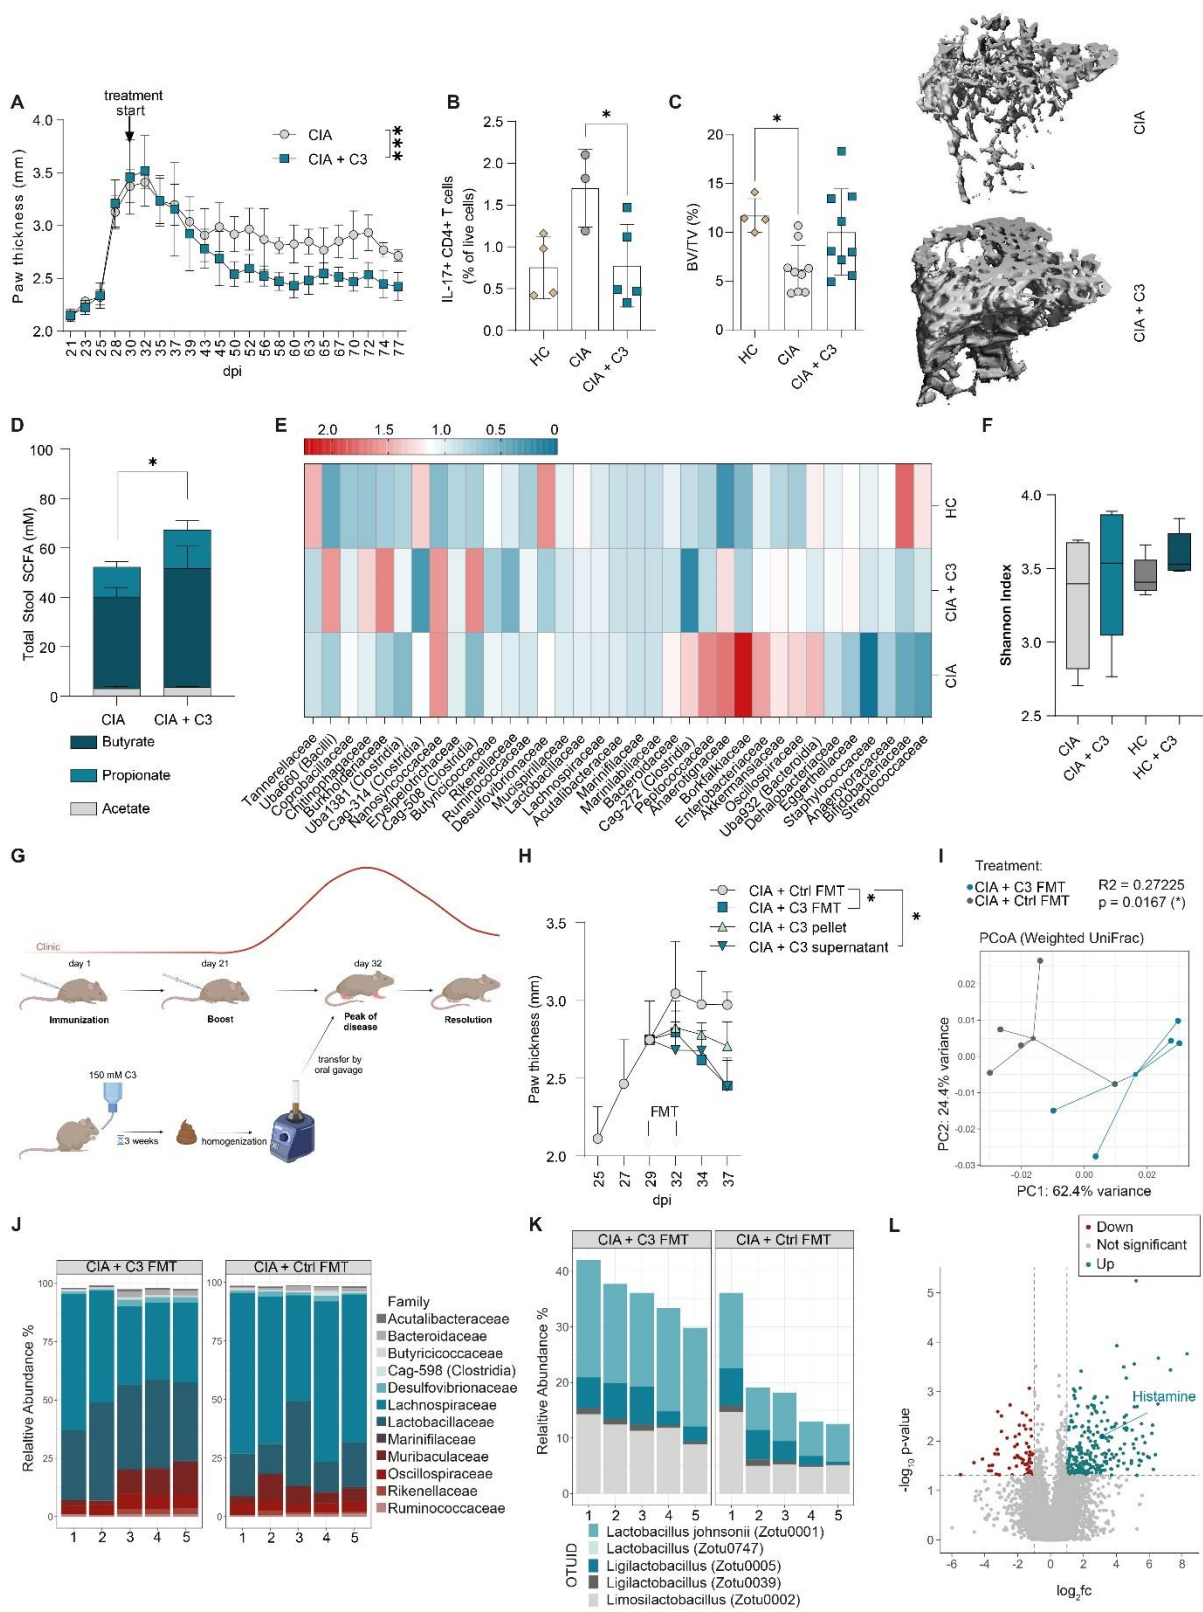 A
treatment
start
CIA
CIA + C3
***
Paw thickness (mm)
4.0
3.5
3.0
2.5
2.0
21 23 25 28 30 32 35 37 39 43 45 50 52 56 58 60 63 65 67 70 72 74 77
dpi
B
*
IL-17+ CD4+ T cells
(% of live cells)
2.5
2.0
1.5
1.0
0.5
0.0
HC
CIA
CIA + C3
C
*
BV/TV (%)
20
15
10
5
0
HC
CIA
CIA + C3
CIA
CIA + C3
D
*
Total Stool SCFA (mM)
100
80
60
40
20
0
CIA
CIA + C3
Butyrate
Propionate
Acetate
E
2.0 1.5 1.0 0.5 0
HC
CIA + C3
CIA
Tannerellaceae
Uba660 (Bacilli)
Coprobacillaceae
Chitinophagaceae
Burkholderiaceae
Uba1381 (Clostridia)
Cag-314 (Clostridia)
Nanosyncoccaceae
Erysipelotrichaceae
Cag-508 (Clostridia)
Butyricicoccaceae
Rikenellaceae
Ruminococcaceae
Desulfovibrionaceae
Mucispirillaceae
Lactobacillaceae
Lachnospiraceae
Acutalibacteraceae
Marinifilaceae
Marinilabiliaceae
Bacteroidaceae
Cag-272 (Clostridia)
Peptococcaceae
Anaerolignaceae
Borkfalkiaceae
Enterobacteriaceae
Akkermansiaceae
Oscillospiraceae
Uba932 (Bacteroidia)
Dehalobacteriaceae
Eggerthellaceae
Staphylococcaceae
Anaerovoracaceae
Bifidobacteriaceae
Streptococcaceae
F
Shannon Index
4.0
3.5
3.0
2.5
CIA
CIA + C3
HC
HC + C3
G
Clinic
day 1
day 21
day 32
Immunization
Boost
Peak of
disease
Resolution
transfer by
oral gavage
150 mM C3
3 weeks
homogenization
H
CIA + Ctrl FMT
CIA + C3 FMT
CIA + C3 pellet
CIA + C3 supernatant
*
*
Paw thickness (mm)
3.5
3.0
2.5
2.0
FMT
25 27 29 32 34 37
dpi
I
Treatment:
CIA + C3 FMT
CIA + Ctrl FMT
R2 = 0.27225
p = 0.0167 (*)
PCoA (Weighted UniFrac)
PC2: 24.4% variance
0.02
0.01
0.00
-0.01
-0.02
-0.03
-0.02 0.00 0.02
PC1: 62.4% variance
J
CIA + C3 FMT
CIA + Ctrl FMT
Relaltive Abundance %
100
75
50
25
0
100
75
50
25
0
1 2 3 4 5
1 2 3 4 5
Family
Acutalibacteraceae
Bacteroidaceae
Butyricicoccaceae
Cag-598 (Clostridia)
Desulfovibrionaceae
Lachnospiraceae
Lactobacillaceae
Marinifilaceae
Muribaculaceae
Oscillospiraceae
Rikenellaceae
Ruminococcaceae
K
CIA + C3 FMT
CIA + Ctrl FMT
Relaltive Abundance %
40
30
20
10
0
1 2 3 4 5
1 2 3 4 5
OTUID
Lactobacillus johnsonii (Zotu0001)
Lactobacillus (Zotu0747)
Ligilactobacillus (Zotu0005)
Ligilactobacillus (Zotu0039)
Limosilactobacillus (Zotu0002)
L
Down
Not significant
Up
Histamine
-log10 p-value
5
4
3
2
1
0
-6 -4 -2 0 2 4 6 8
log2fc